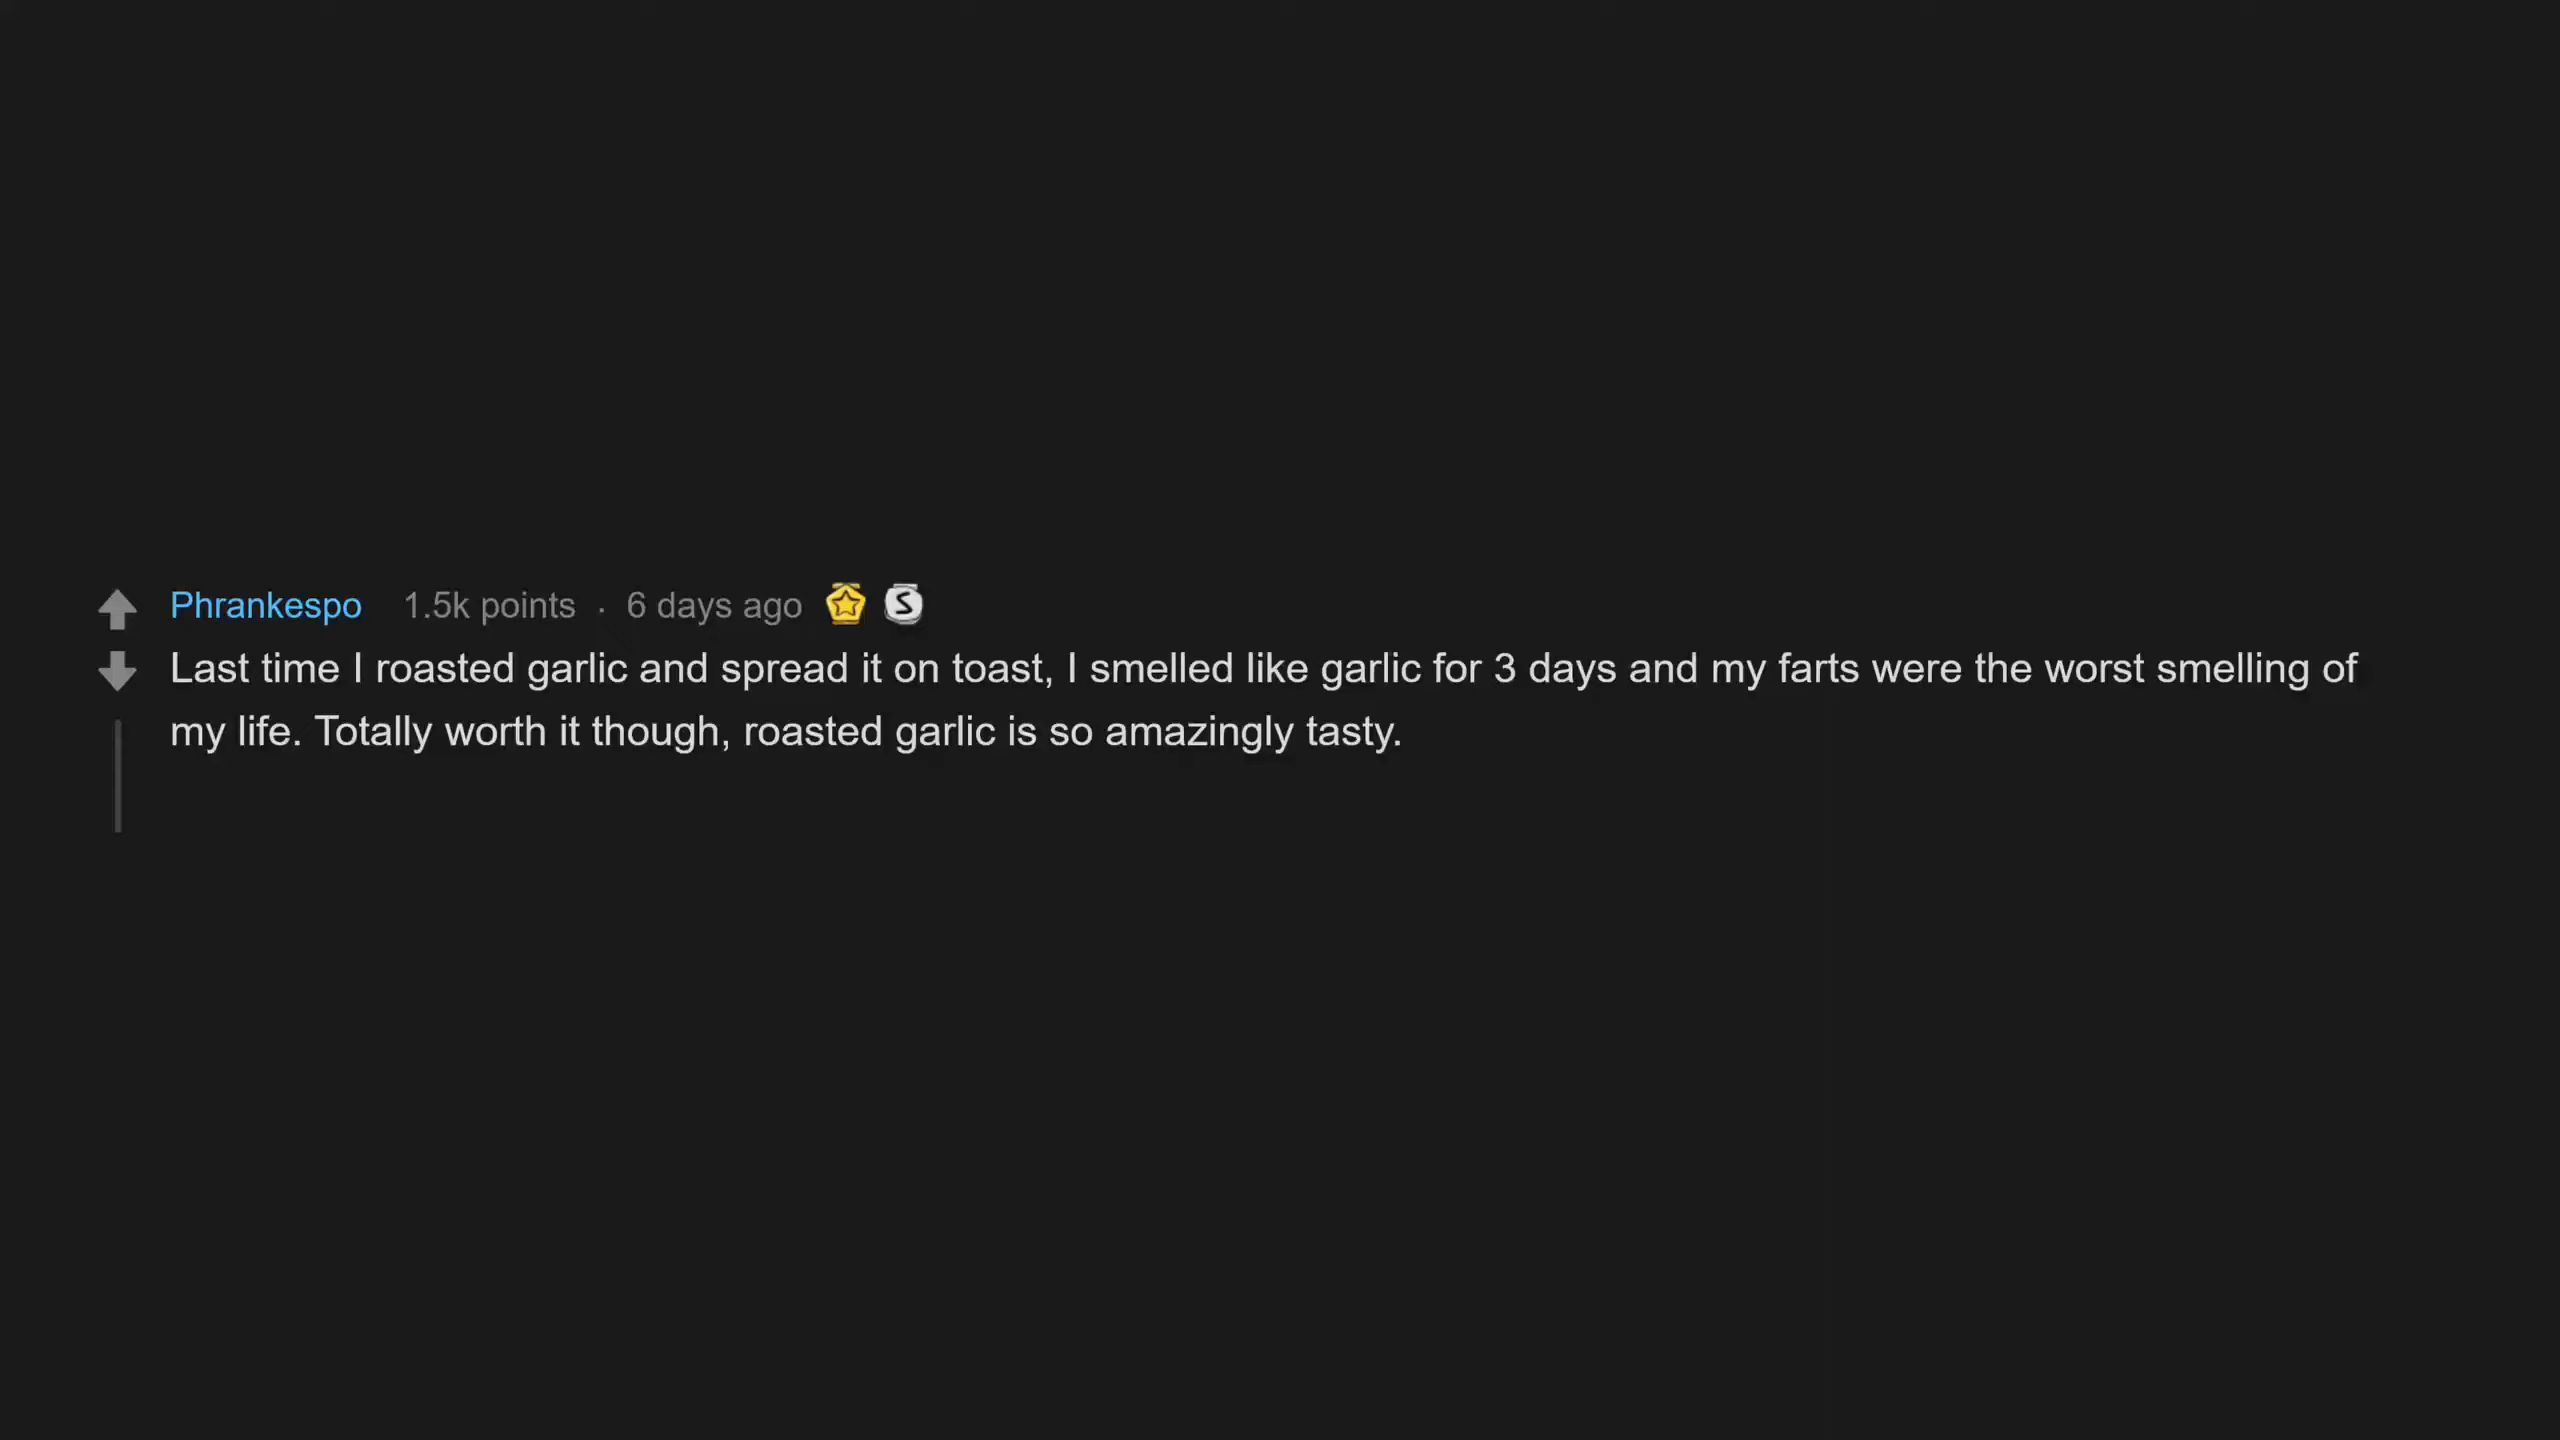 Phrankespo 1.5k points · 6 days ago
Last time I roasted garlic and spread it on toast, I smelled like garlic for 3 days and my farts were the worst smelling of
my life. Totally worth it though, roasted garlic is so amazingly tasty.